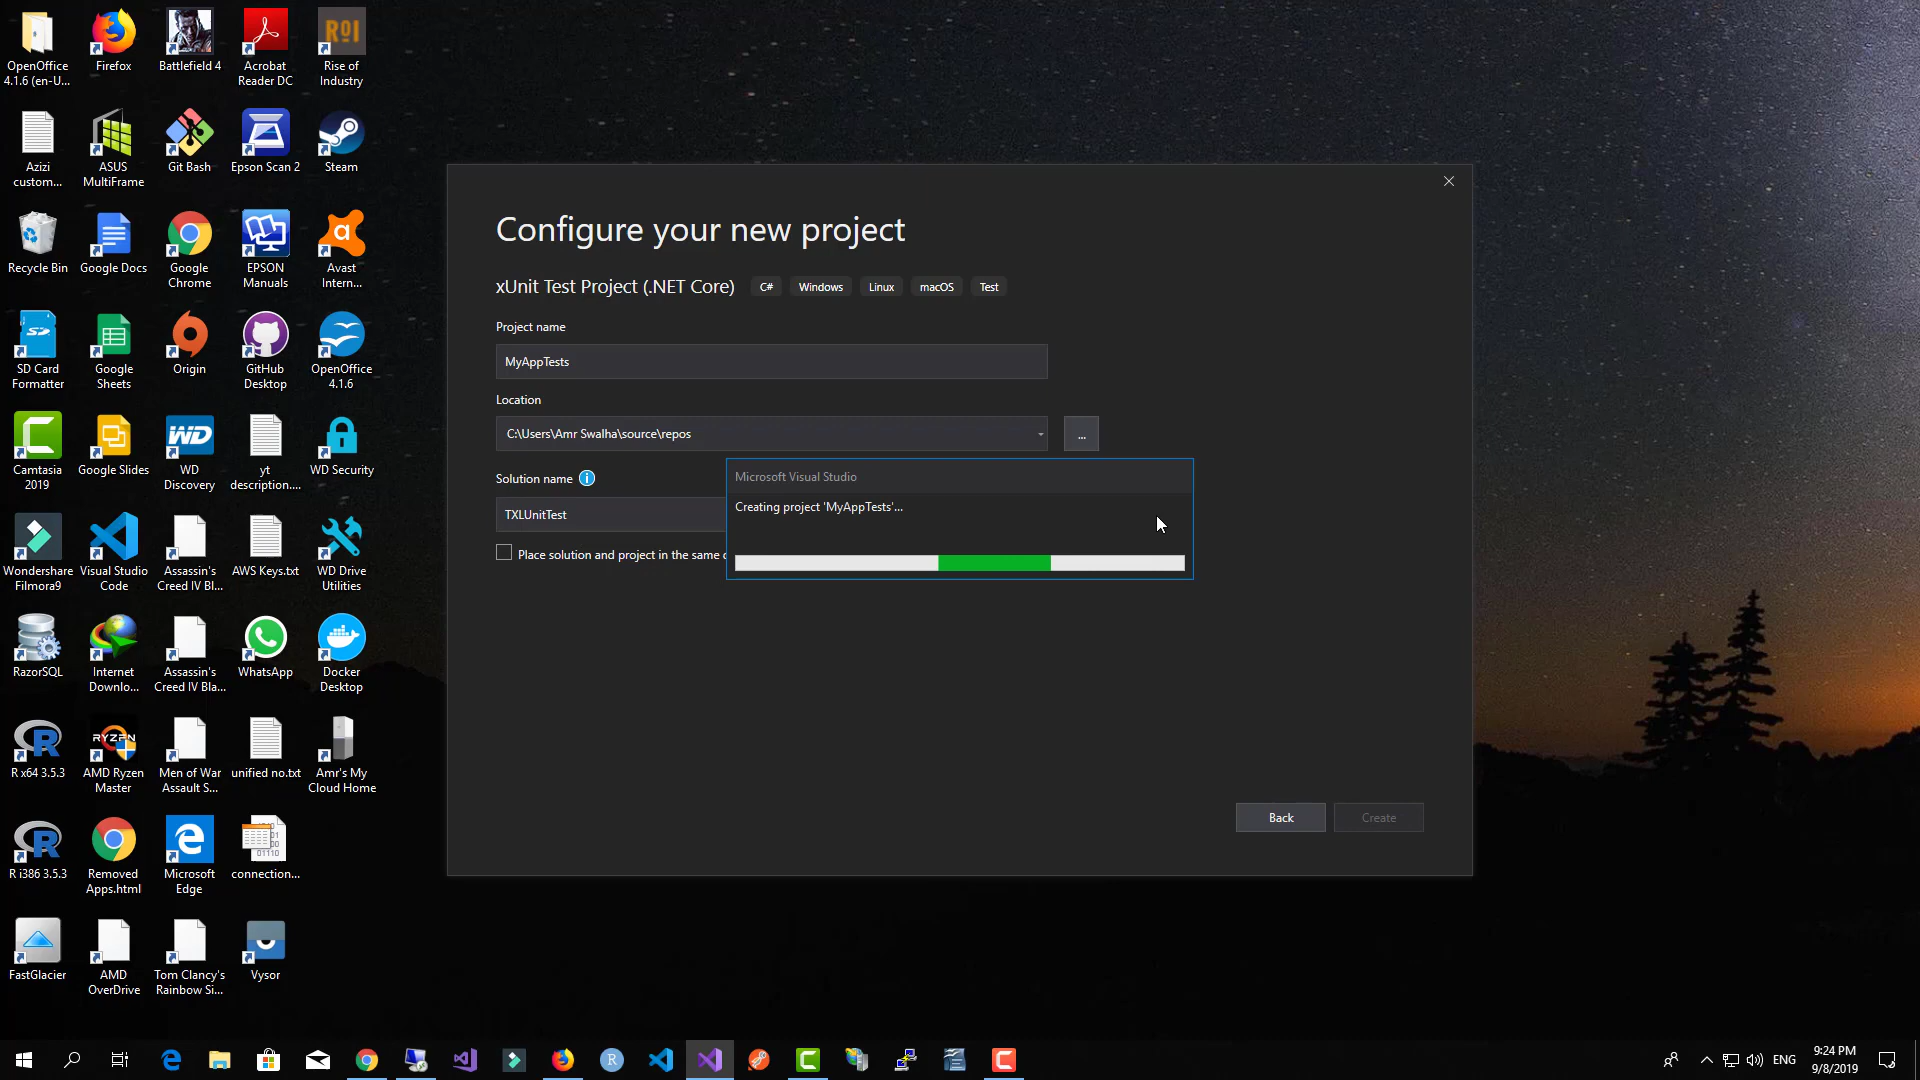 OpenOffice
4.1.6 (en-U...
Firefox
Battlefield 4
Acrobat
Reader DC
ROI
Rise of
Industry
Azizi
custom...
ASUS
MultiFrame
Git Bash
Epson Scan 2
Steam
Recycle Bin
Google Docs
Google
Chrome
EPSON
Manuals
Avast
Intern...
SD
SD Card
Formatter
Google
Sheets
Origin
GitHub
Desktop
OpenOffice
4.1.6
Camtasia
2019
Google Slides
WD
WD
Discovery
yt
description....
WD Security
Wondershare
Filmora9
Visual Studio
Code
Assassin's
Creed IV Bl...
AWS Keys.txt
WD Drive
Utilities
RazorSQL
Internet
Downlo...
Assassin's
Creed IV Bla...
WhatsApp
Docker
Desktop
R x64 3.5.3
RYZEN
AMD Ryzen
Master
Men of War
Assault S...
unified no.txt
Amr's My
Cloud Home
R i386 3.5.3
Removed
Apps.html
Microsoft
Edge
connection...
FastGlacier
AMD
OverDrive
Tom Clancy's
Rainbow Si...
Vysor
Configure your new project
xUnit Test Project (.NET Core) C# Windows Linux macOS Test
Project name
MyAppTests
Location
C:\Users\Amr Swalha\source\repos
...
Solution name
TXLUnitTest
Place solution and project in the same
Microsoft Visual Studio
Creating project 'MyAppTests'...
Back
Create
ENG
9:24 PM
9/8/2019